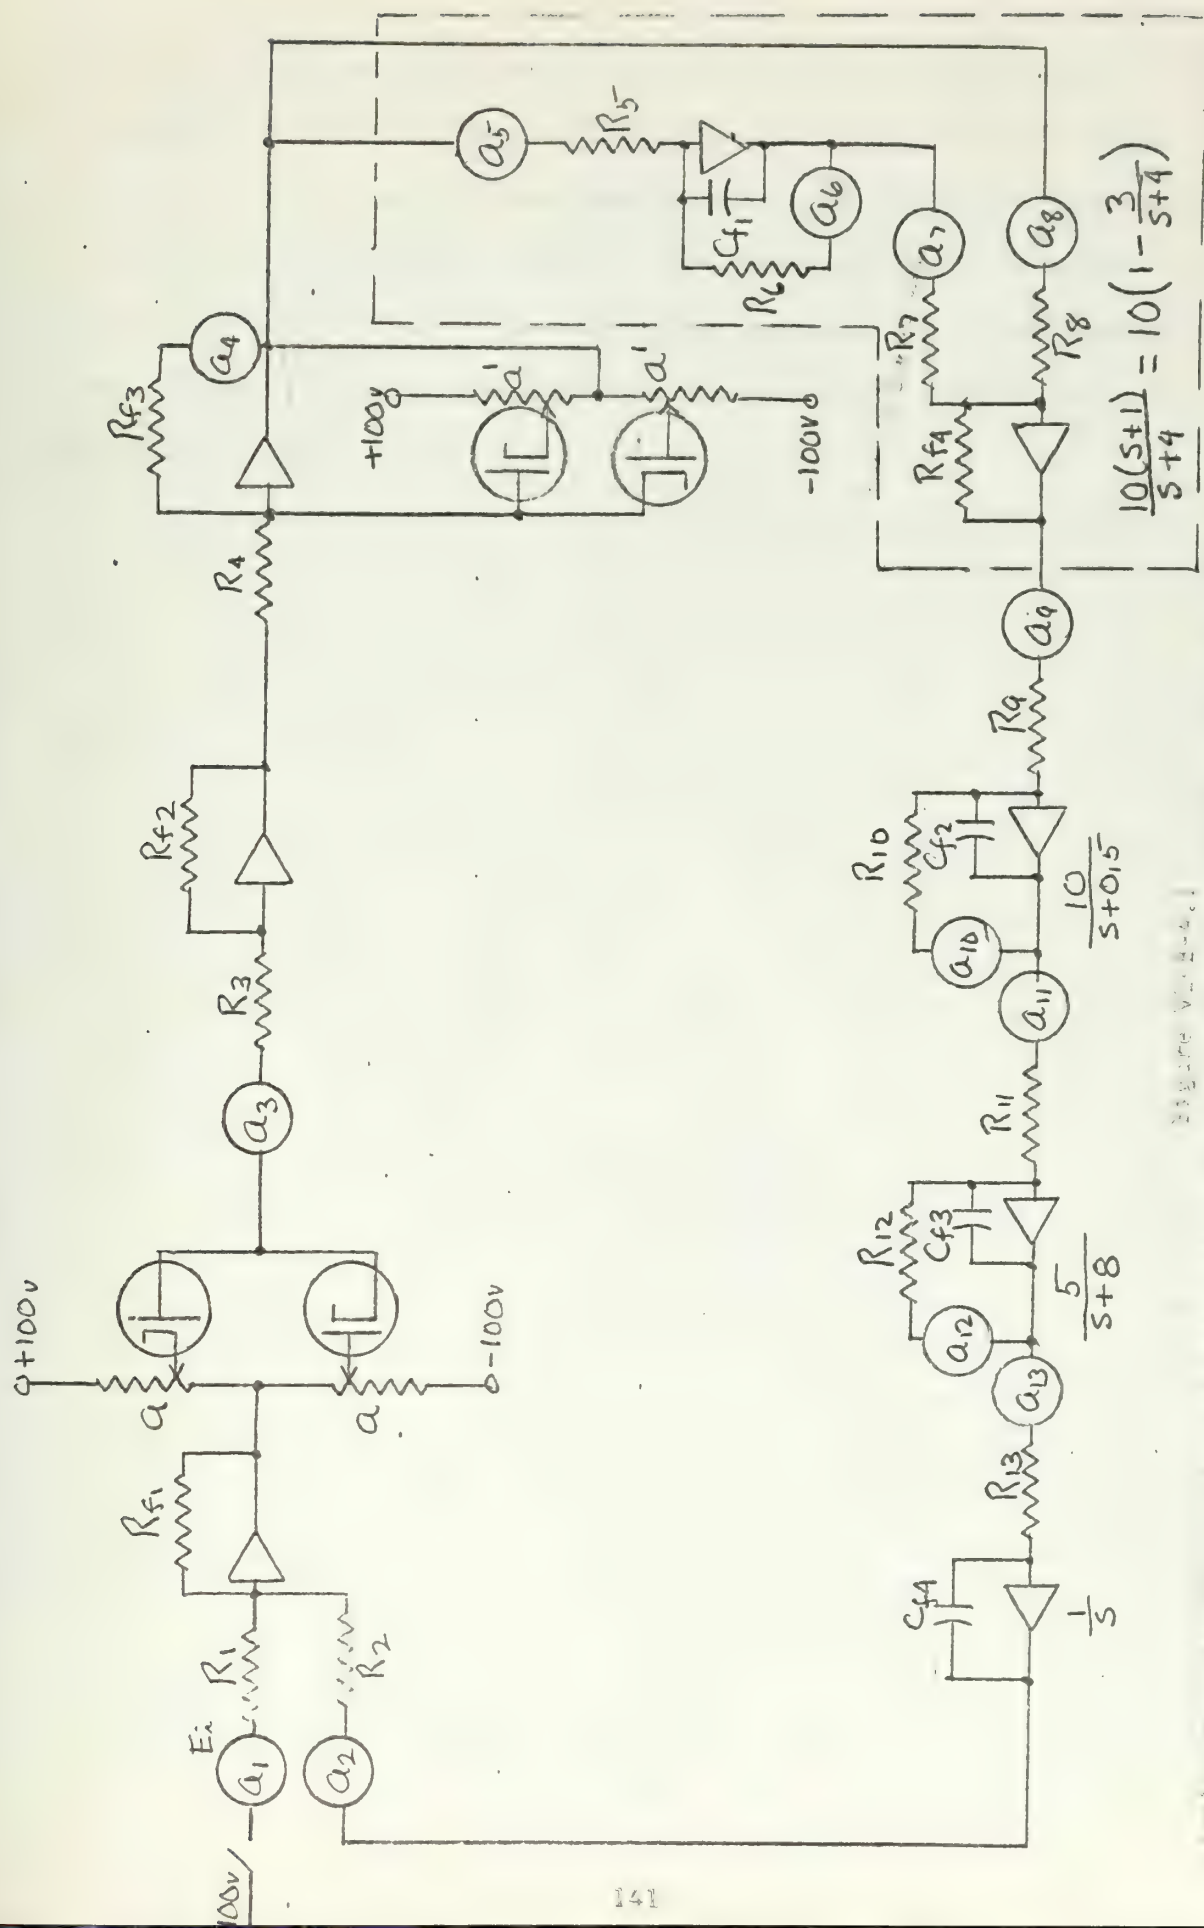 100v
Ei
a1
R1
a2
R2
Rf1
+100v
a
a
-100v
a3
R3
Rf2
R4
Rf3
a4
+100v
a'
a'
-100v
a5
R5
Cf1
R6
a6
a7
R7
a8
R8
Rf4
10(s+1)/s+4 = 10(1 - 3/s+4)
a9
R9
R10
Cf2
a10
10/s+0.5
a11
R11
R12
Cf3
a12
5/s+8
a13
R13
Cf4
1/s
141